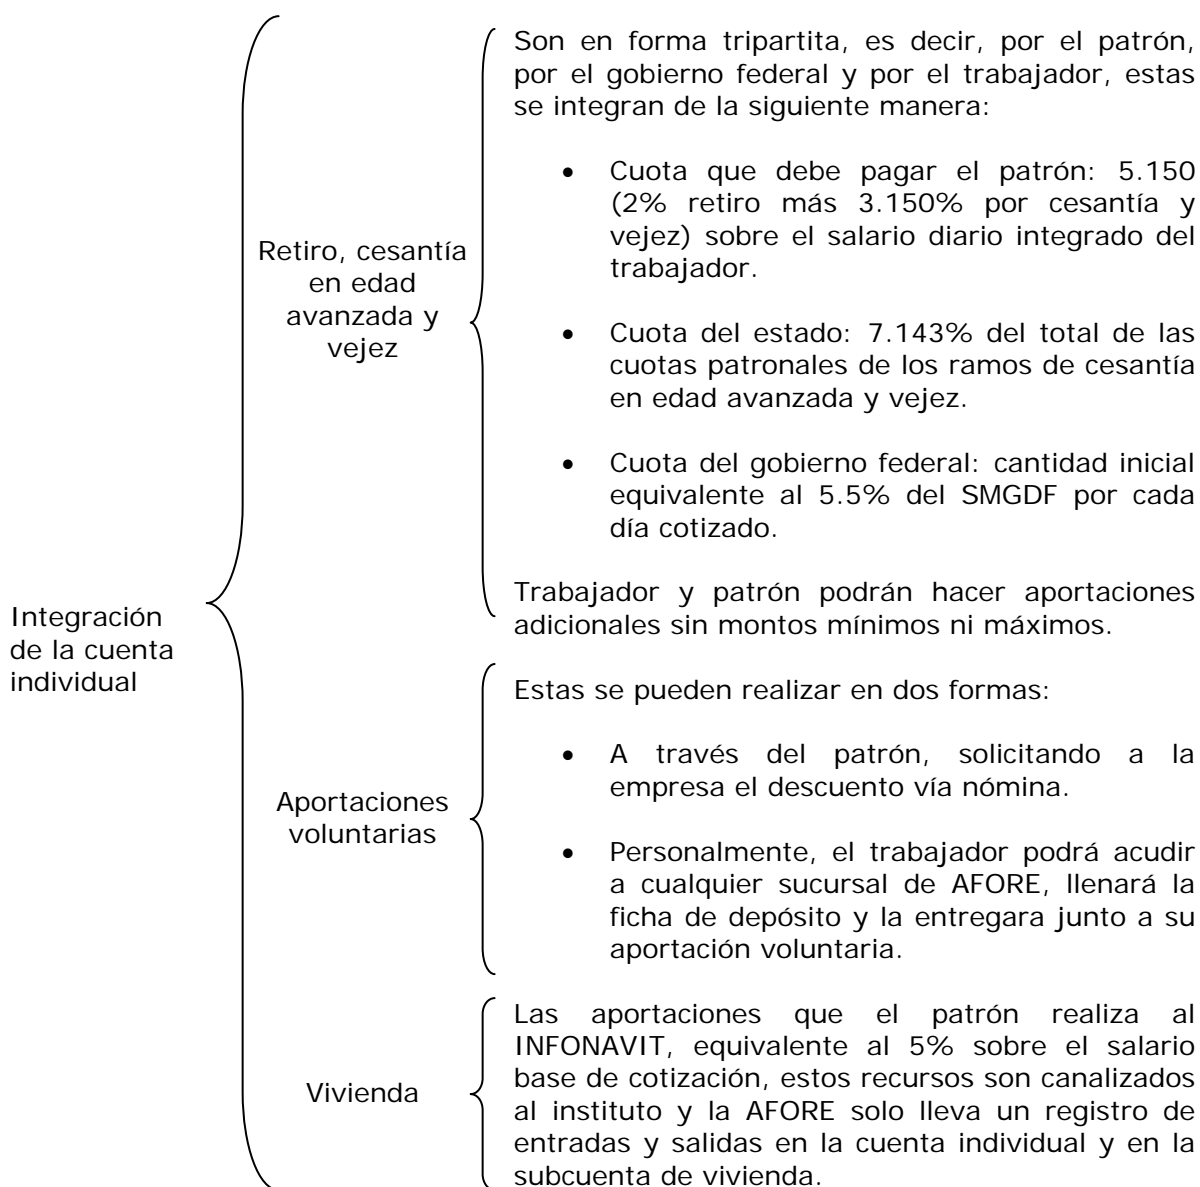 Integración
de la cuenta
individual
Retiro, cesantía
en edad
avanzada y
vejez
Son en forma tripartita, es decir, por el patrón,
por el gobierno federal y por el trabajador, estas
se integran de la siguiente manera:
• Cuota que debe pagar el patrón: 5.150
(2% retiro más 3.150% por cesantía y
vejez) sobre el salario diario integrado del
trabajador.
• Cuota del estado: 7.143% del total de las
cuotas patronales de los ramos de cesantía
en edad avanzada y vejez.
• Cuota del gobierno federal: cantidad inicial
equivalente al 5.5% del SMGDF por cada
día cotizado.
Trabajador y patrón podrán hacer aportaciones
adicionales sin montos mínimos ni máximos.
Aportaciones
voluntarias
Estas se pueden realizar en dos formas:
• A través del patrón, solicitando a la
empresa el descuento vía nómina.
• Personalmente, el trabajador podrá acudir
a cualquier sucursal de AFORE, llenará la
ficha de depósito y la entregara junto a su
aportación voluntaria.
Vivienda
Las aportaciones que el patrón realiza al
INFONAVIT, equivalente al 5% sobre el salario
base de cotización, estos recursos son canalizados
al instituto y la AFORE solo lleva un registro de
entradas y salidas en la cuenta individual y en la
subcuenta de vivienda.